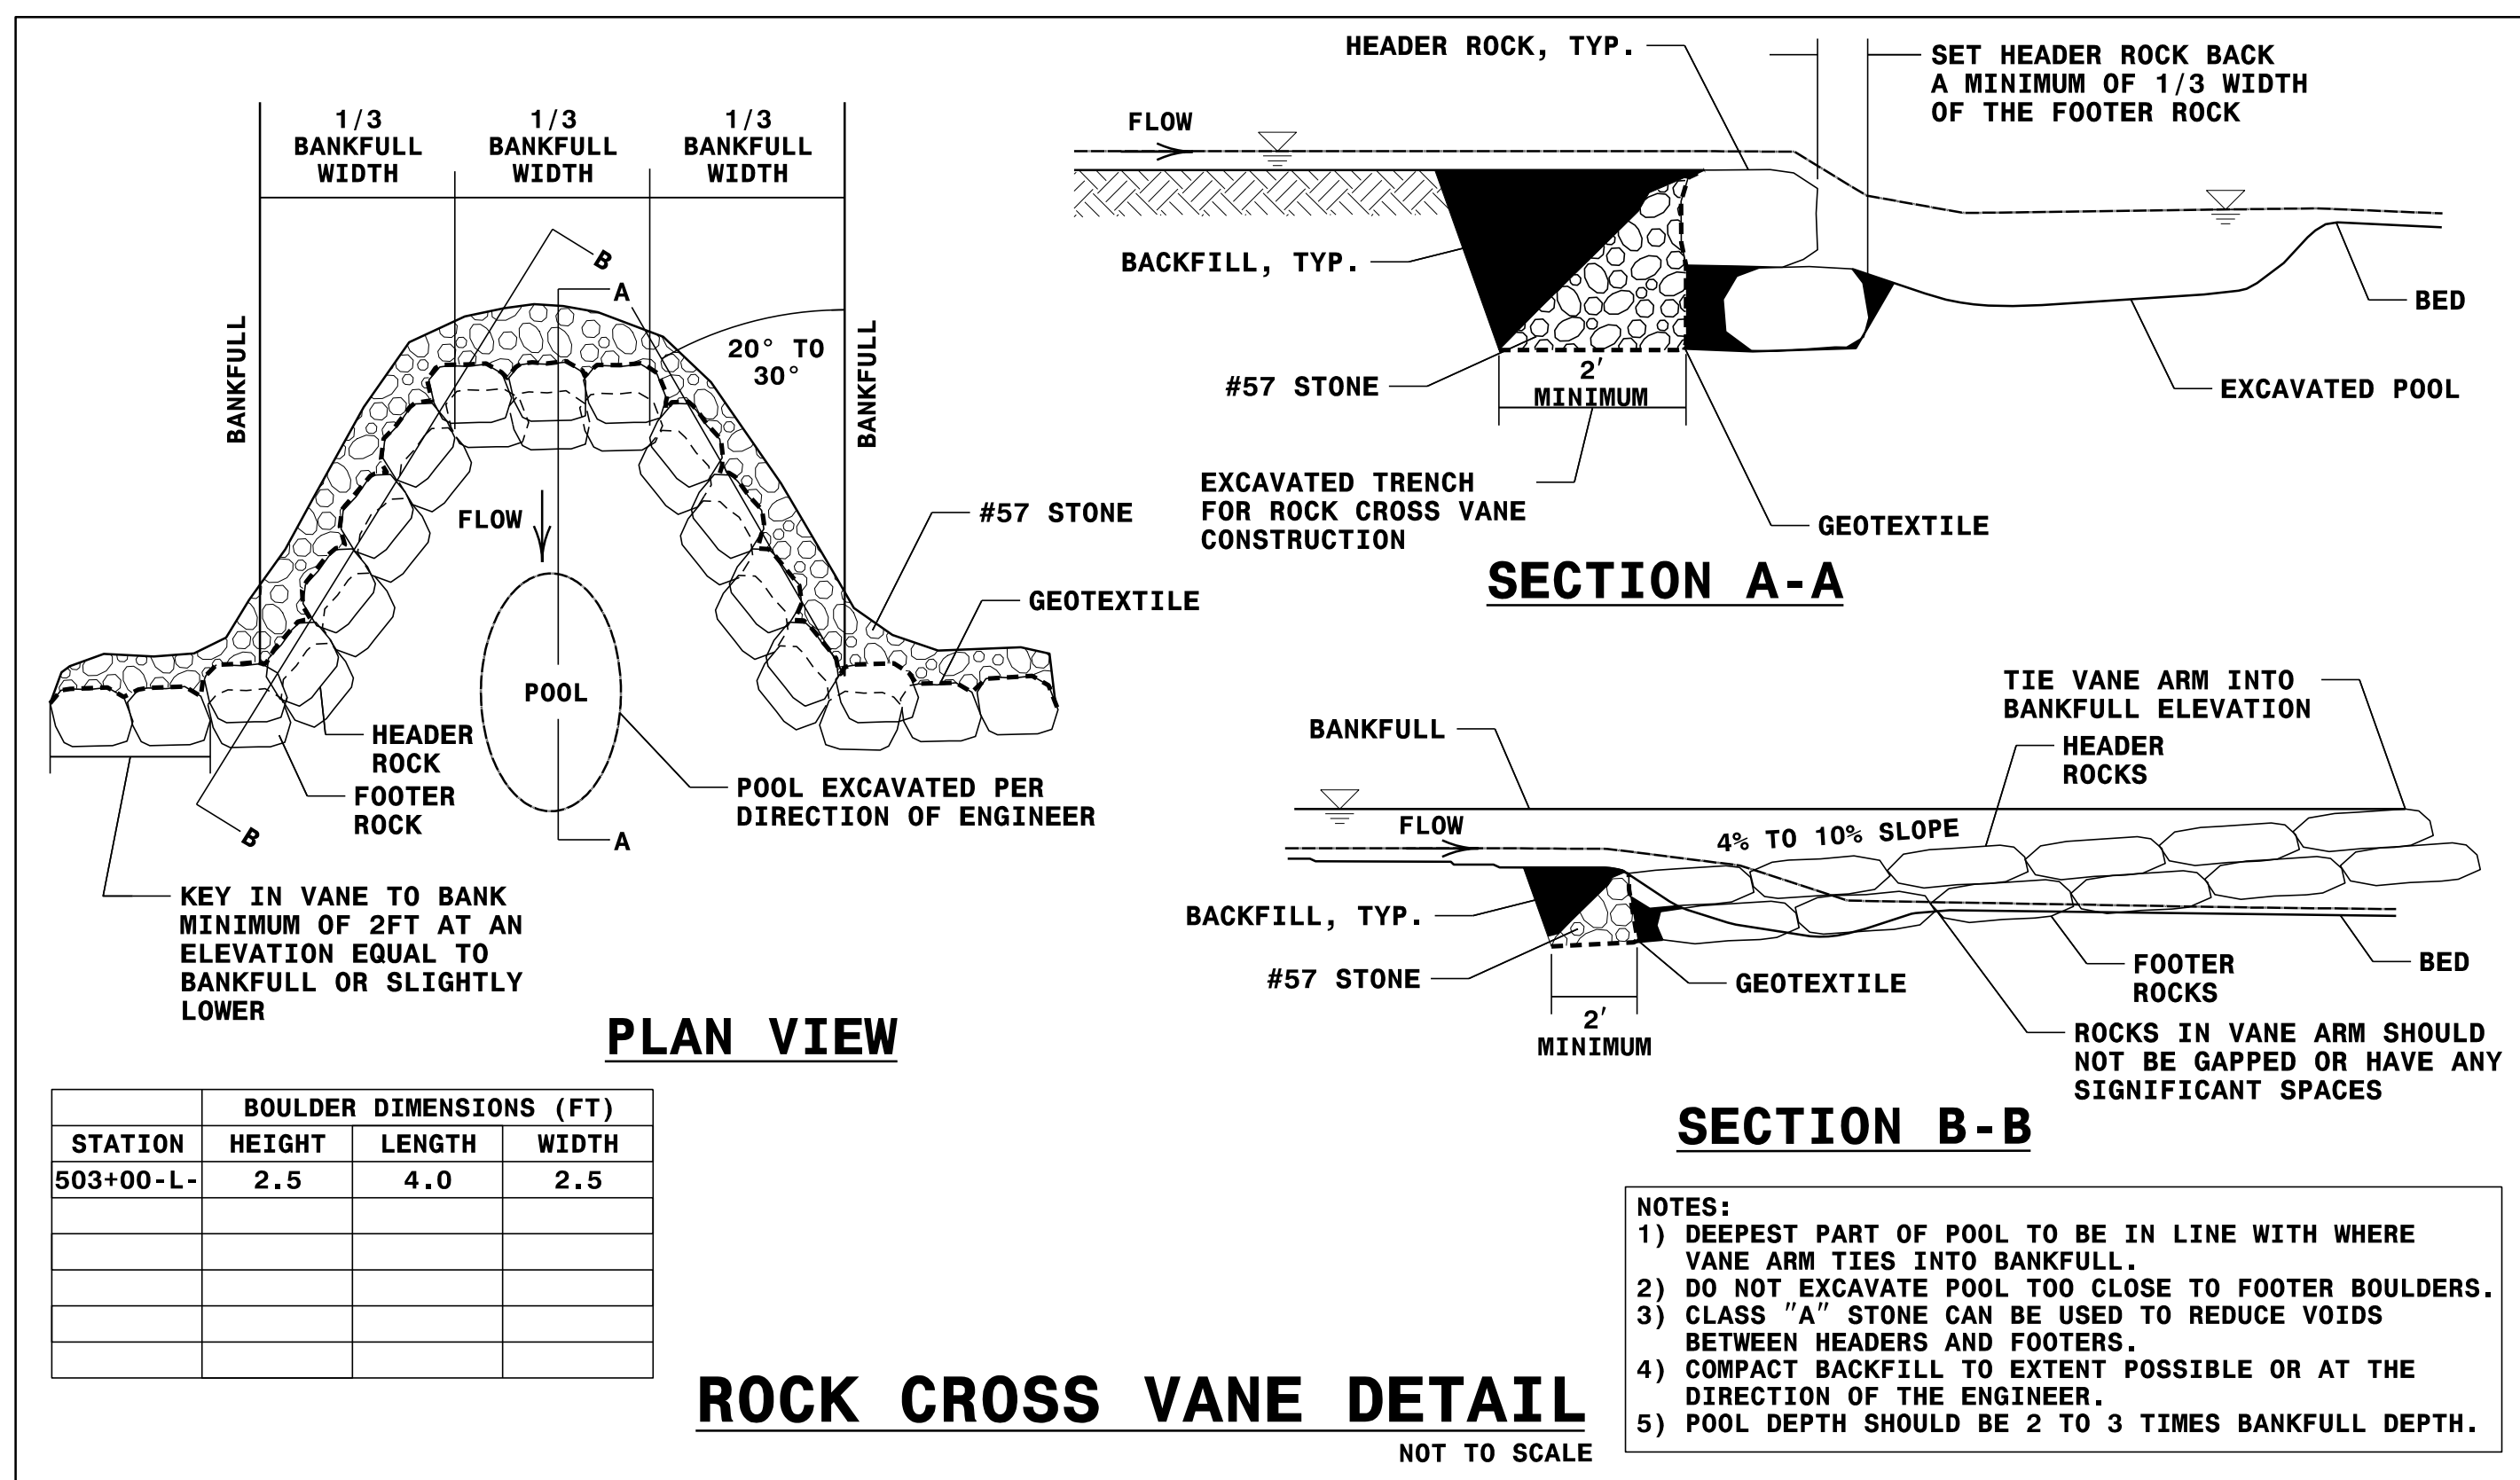 1/3
BANKFULL
WIDTH
1/3
BANKFULL
WIDTH
1/3
BANKFULL
WIDTH
B
A
BANKFULL
20° TO
30°
BANKFULL
FLOW
#57 STONE
GEOTEXTILE
POOL
HEADER
ROCK
FOOTER
ROCK
POOL EXCAVATED PER
DIRECTION OF ENGINEER
B
A
KEY IN VANE TO BANK
MINIMUM OF 2FT AT AN
ELEVATION EQUAL TO
BANKFULL OR SLIGHTLY
LOWER
PLAN VIEW
HEADER ROCK, TYP.
SET HEADER ROCK BACK
A MINIMUM OF 1/3 WIDTH
OF THE FOOTER ROCK
FLOW
BACKFILL, TYP.
BED
#57 STONE
2'
MINIMUM
EXCAVATED POOL
EXCAVATED TRENCH
FOR ROCK CROSS VANE
CONSTRUCTION
GEOTEXTILE
SECTION A-A
TIE VANE ARM INTO
BANKFULL ELEVATION
BANKFULL
HEADER
ROCKS
FLOW
4% TO 10% SLOPE
BACKFILL, TYP.
#57 STONE
GEOTEXTILE
FOOTER
ROCKS
BED
2'
MINIMUM
ROCKS IN VANE ARM SHOULD
NOT BE GAPPED OR HAVE ANY
SIGNIFICANT SPACES
SECTION B-B
BOULDER DIMENSIONS (FT)
STATION HEIGHT LENGTH WIDTH
503+00-L- 2.5 4.0 2.5
NOTES:
1) DEEPEST PART OF POOL TO BE IN LINE WITH WHERE
VANE ARM TIES INTO BANKFULL.
2) DO NOT EXCAVATE POOL TOO CLOSE TO FOOTER BOULDERS.
3) CLASS "A" STONE CAN BE USED TO REDUCE VOIDS
BETWEEN HEADERS AND FOOTERS.
4) COMPACT BACKFILL TO EXTENT POSSIBLE OR AT THE
DIRECTION OF THE ENGINEER.
5) POOL DEPTH SHOULD BE 2 TO 3 TIMES BANKFULL DEPTH.
ROCK CROSS VANE DETAIL
NOT TO SCALE